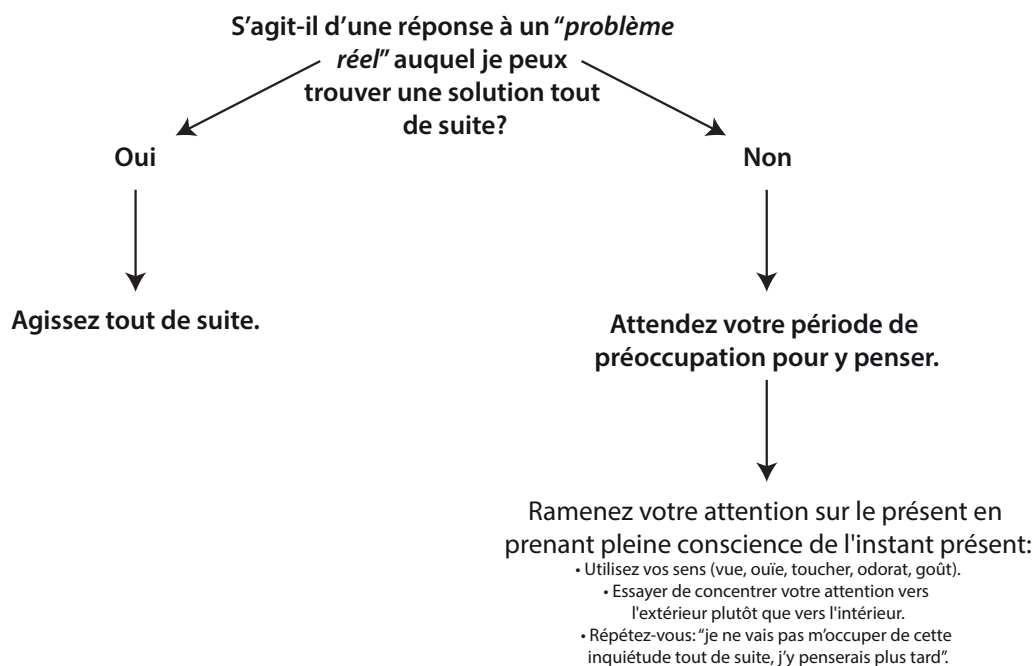 S’agit-il d’une réponse à un “problème
réel” auquel je peux
trouver une solution tout
de suite?
Oui
Non
Agissez tout de suite.
Attendez votre période de
préoccupation pour y penser.
Ramenez votre attention sur le présent en
prenant pleine conscience de l'instant présent:
• Utilisez vos sens (vue, ouïe, toucher, odorat, goût).
• Essayer de concentrer votre attention vers
l'extérieur plutôt que vers l'intérieur.
• Répétez-vous: “je ne vais pas m’occuper de cette
inquiétude tout de suite, j’y penserais plus tard”.